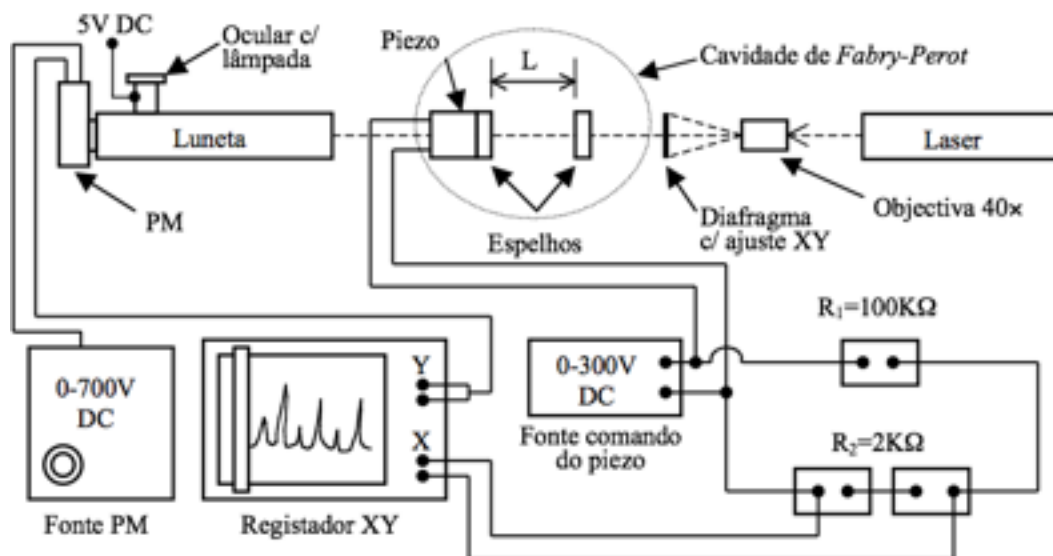 5V DC
Ocular c/
lâmpada
Piezo
L
Cavidade de Fabry-Perot
Luneta
Laser
PM
Espelhos
Diafragma
c/ ajuste XY
Objectiva 40×
R₁=100KΩ
0-700V
DC
Y
X
0-300V
DC
Fonte comando
do piezo
R₂=2KΩ
Fonte PM
Registador XY